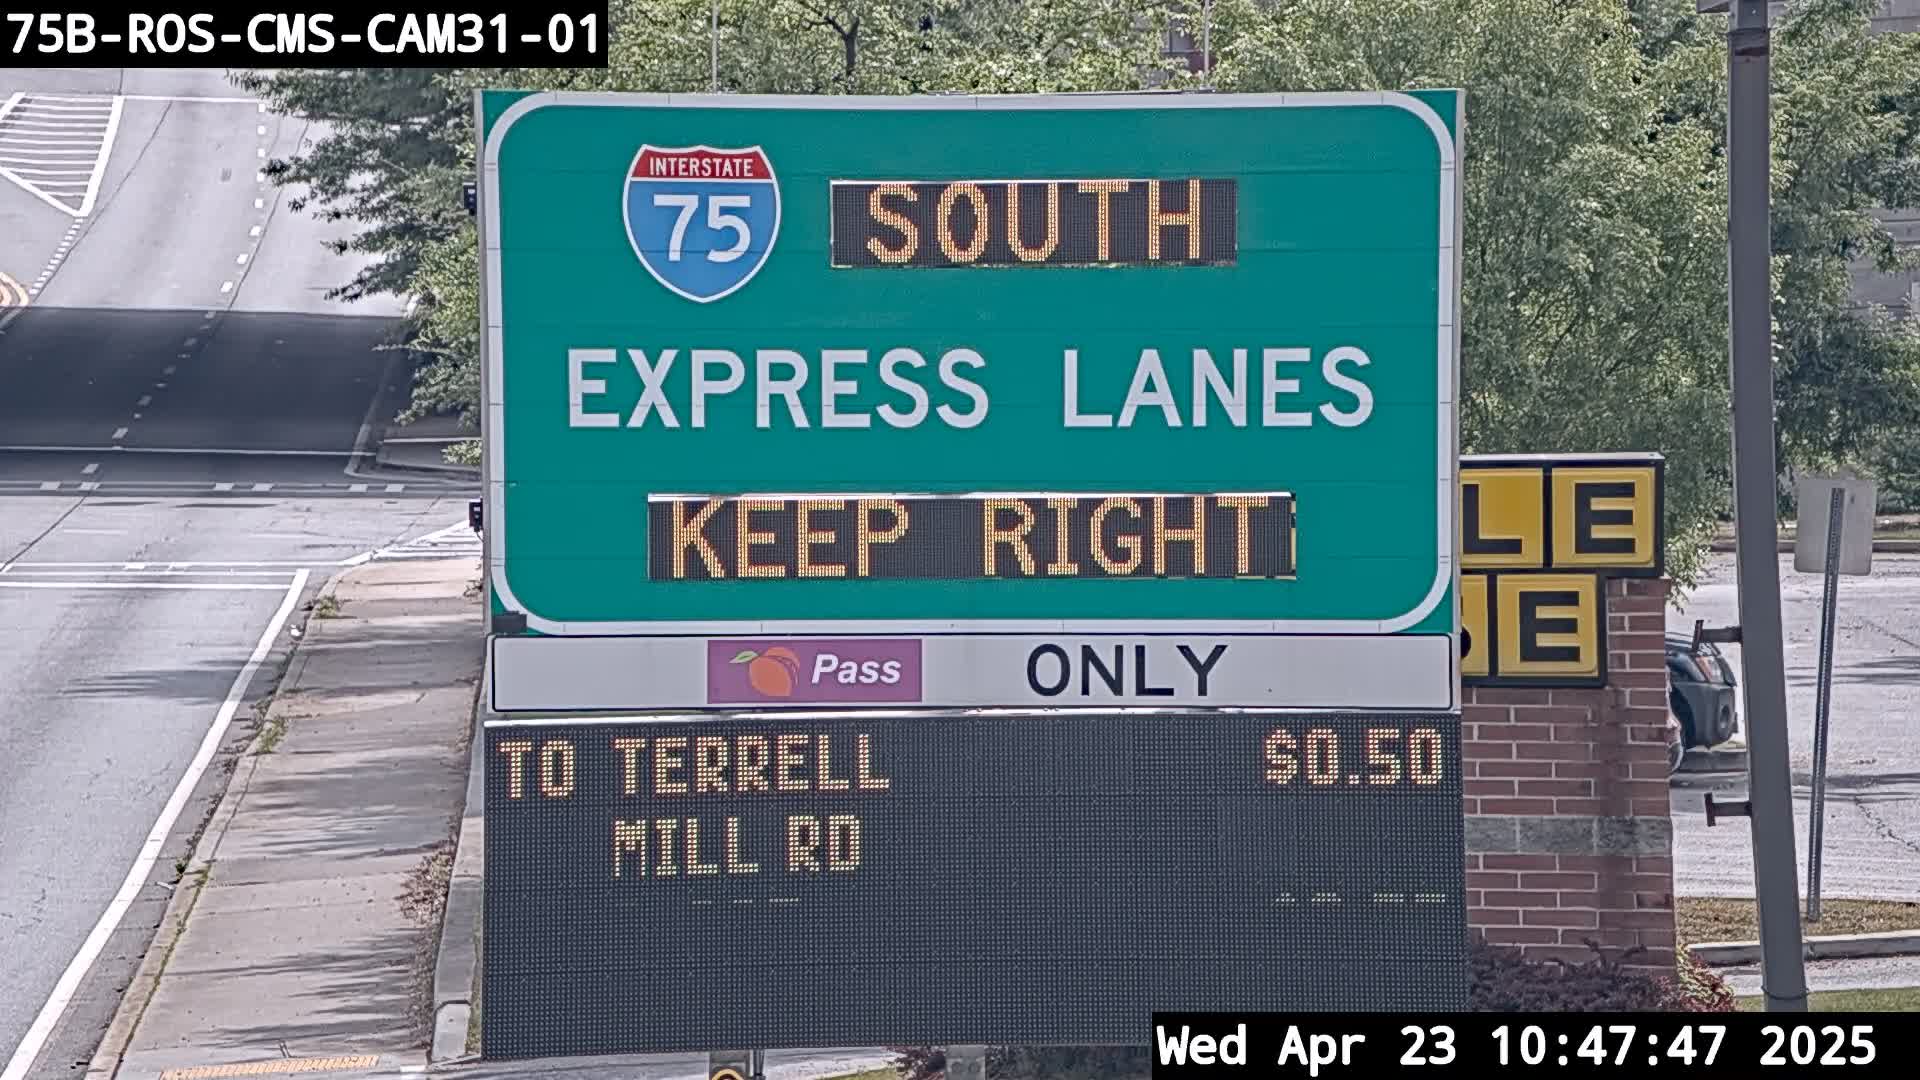 75B-ROS-CMS-CAM31-01
INTERSTATE
75
SOUTH
EXPRESS LANES
KEEP RIGHT
Pass ONLY
TO TERRELL $0.50
MILL RD
LE
E
Wed Apr 23 10:47:47 2025